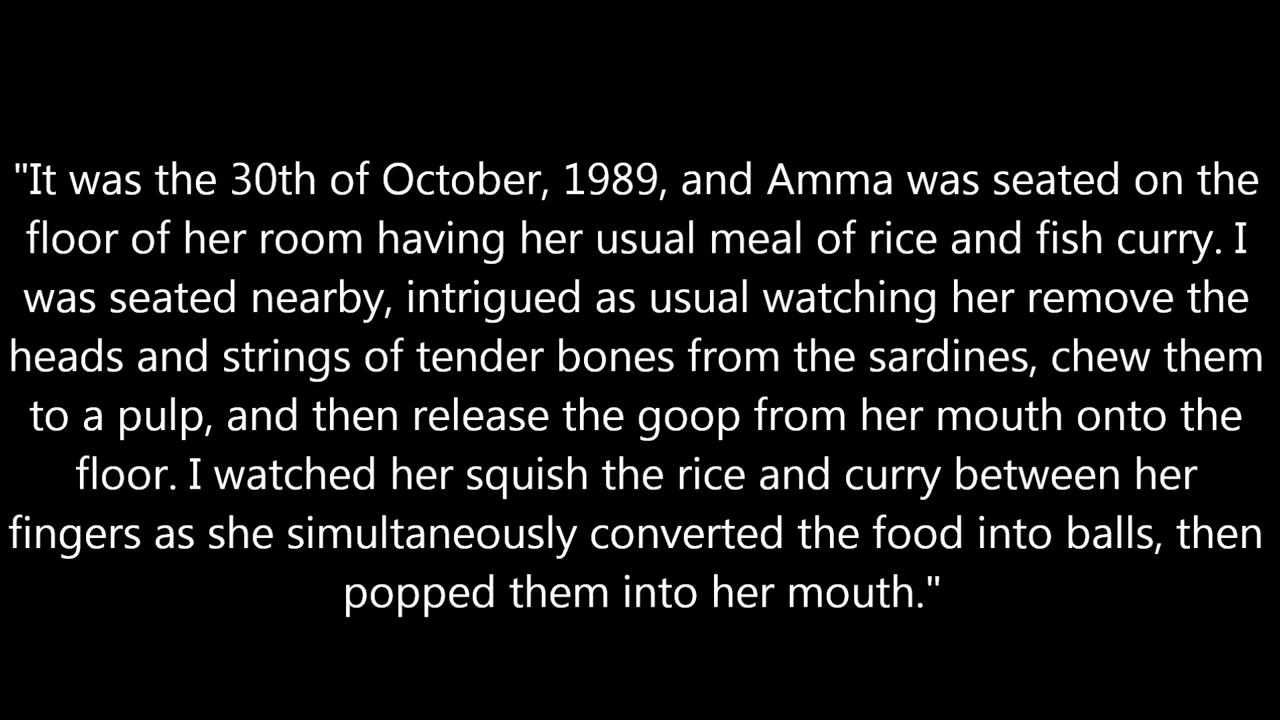 "It was the 30th of October, 1989, and Amma was seated on the
floor of her room having her usual meal of rice and fish curry. I
was seated nearby, intrigued as usual watching her remove the
heads and strings of tender bones from the sardines, chew them
to a pulp, and then release the goop from her mouth onto the
floor. I watched her squish the rice and curry between her
fingers as she simultaneously converted the food into balls, then
popped them into her mouth."